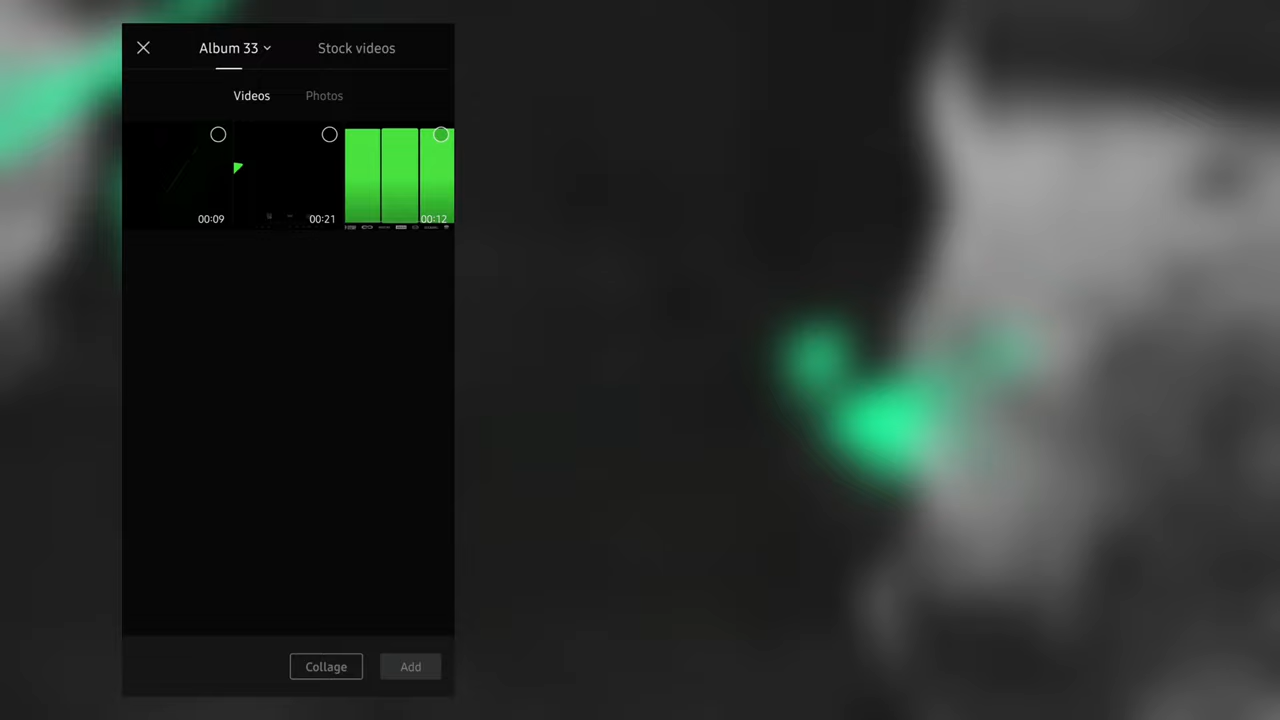 Album 33
Stock videos
Videos
Photos
00:09
00:21
00:12
Collage
Add